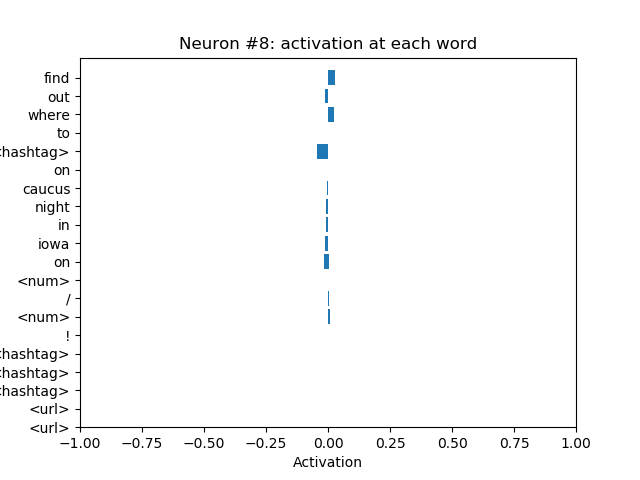 Neuron #8: activation at each word
find
out
where
to
hashtag>
on
caucus
night
in
iowa
on
<num>
/
<num>
!
hashtag>
hashtag>
hashtag>
<url>
<url>
−1.00 −0.75 −0.50 −0.25 0.00 0.25 0.50 0.75 1.00
Activation